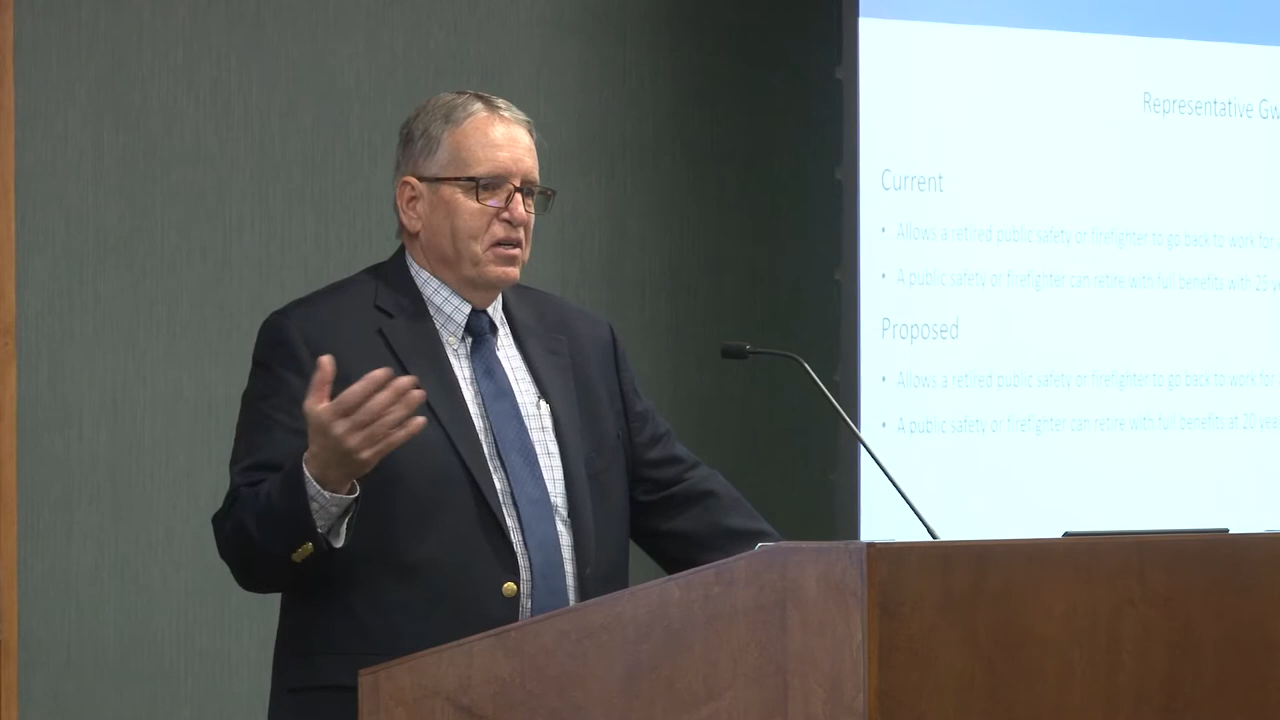 Representative Gw
Current
• Allows a retired public safety or firefighter to go back to work for
• A public safety or firefighter can retire with full benefits with 25 ye
Proposed
• Allows a retired public safety or firefighter to go back to work for
• A public safety or firefighter can retire with full benefits at 20 yea